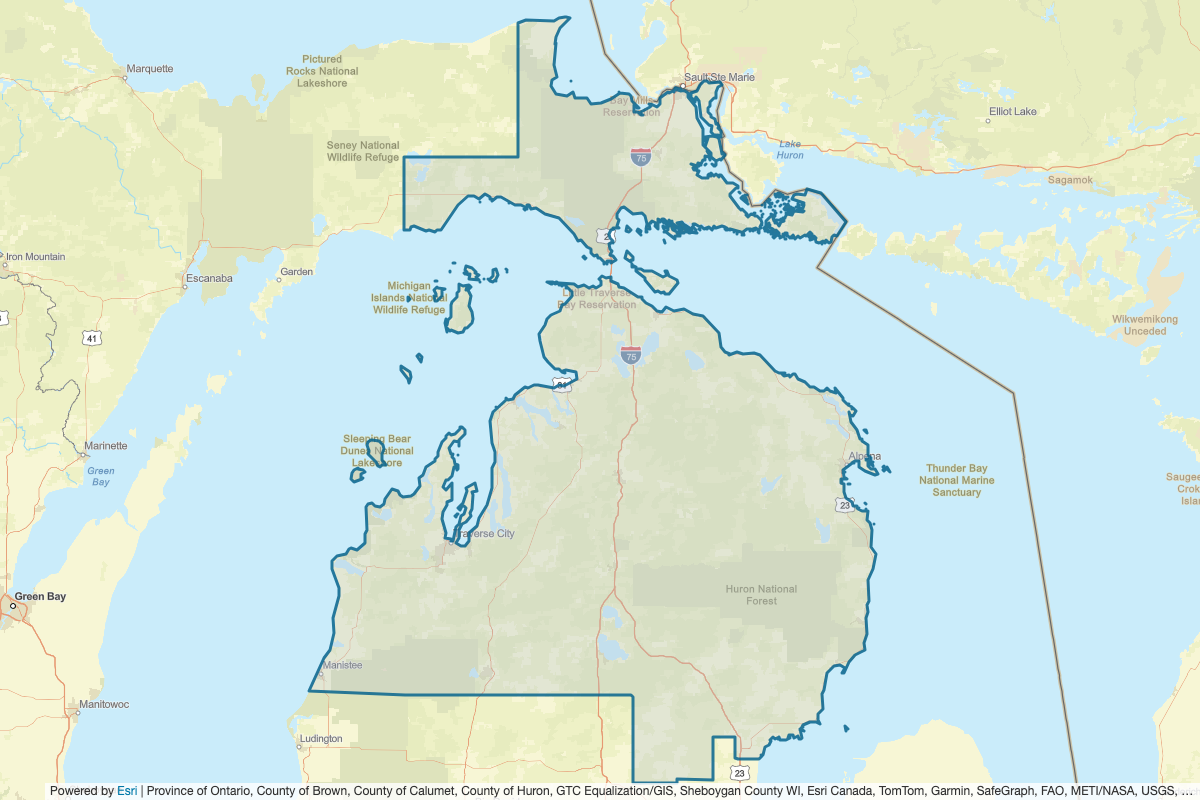 Marquette
Pictured
Rocks National
Lakeshore
Sault Ste Marie
Bay Mills
Reservation
Elliot Lake
Seney National
Wildlife Refuge
75
Lake
Huron
Sagamok
2
Iron Mountain
Escanaba
Garden
Michigan
Islands National
Wildlife Refuge
Little Traverse
Bay Reservation
Wikwemikong
Unceded
41
75
Marinette
Green
Bay
Sleeping Bear
Dunes National
Lakeshore
Alpena
Thunder Bay
National Marine
Sanctuary
23
Traverse City
Green Bay
Huron National
Forest
Manistee
Manitowoc
Ludington
23
Powered by Esri | Province of Ontario, County of Brown, County of Calumet, County of Huron, GTC Equalization/GIS, Sheboygan County WI, Esri Canada, TomTom, Garmin, SafeGraph, FAO, METI/NASA, USGS, ...